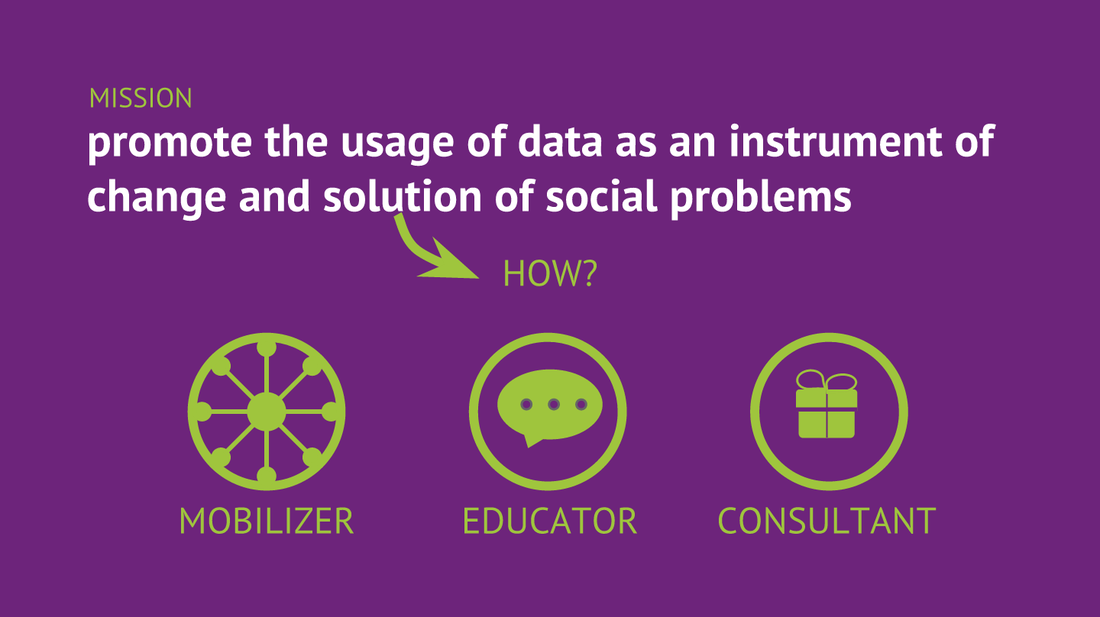 MISSION
promote the usage of data as an instrument of
change and solution of social problems
HOW?
MOBILIZER
EDUCATOR
CONSULTANT